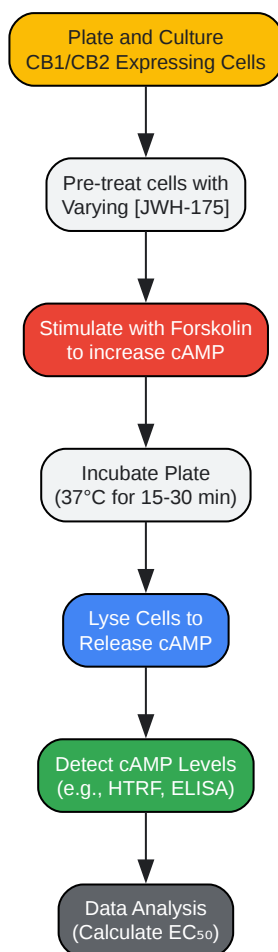 Plate and Culture
CB1/CB2 Expressing Cells
Pre-treat cells with
Varying [JWH-175]
Stimulate with Forskolin
to increase cAMP
Incubate Plate
(37°C for 15-30 min)
Lyse Cells to
Release cAMP
Detect cAMP Levels
(e.g., HTRF, ELISA)
Data Analysis
(Calculate EC₅₀)